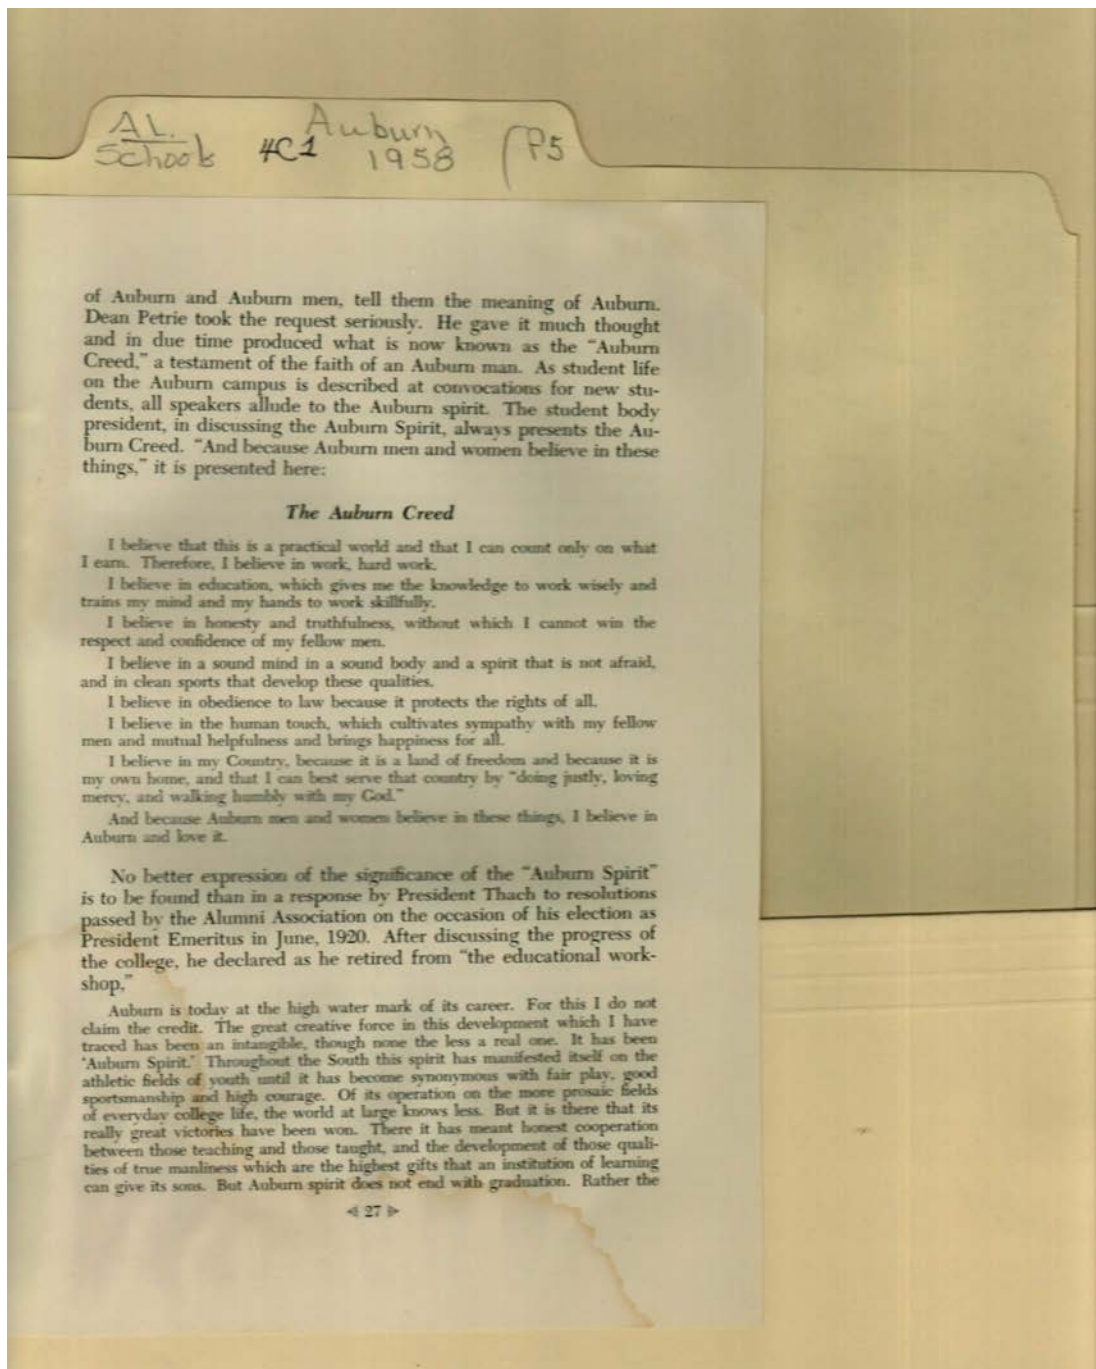 AL. Auburn
Schools 4C1 1958 P5
of Auburn and Auburn men, tell them the meaning of Auburn.
Dean Petrie took the request seriously. He gave it much thought
and in due time produced what is now known as the "Auburn
Creed," a testament of the faith of an Auburn man. As student life
on the Auburn campus is described at convocations for new stu-
dents, all speakers allude to the Auburn spirit. The student body
president, in discussing the Auburn Spirit, always presents the Au-
burn Creed. "And because Auburn men and women believe in these
things," it is presented here:
The Auburn Creed
I believe that this is a practical world and that I can count only on what
I earn. Therefore, I believe in work, hard work.
I believe in education, which gives me the knowledge to work wisely and
trains my mind and my hands to work skillfully.
I believe in honesty and truthfulness, without which I cannot win the
respect and confidence of my fellow men.
I believe in a sound mind in a sound body and a spirit that is not afraid,
and in clean sports that develop these qualities.
I believe in obedience to law because it protects the rights of all.
I believe in the human touch, which cultivates sympathy with my fellow
men and mutual helpfulness and brings happiness for all.
I believe in my Country, because it is a land of freedom and because it is
my own home, and that I can best serve that country by "doing justly, loving
mercy, and walking humbly with my God."
And because Auburn men and women believe in these things, I believe in
Auburn and love it.
No better expression of the significance of the "Auburn Spirit"
is to be found than in a response by President Thach to resolutions
passed by the Alumni Association on the occasion of his election as
President Emeritus in June, 1920. After discussing the progress of
the college, he declared as he retired from "the educational work-
shop,"
Auburn is today at the high water mark of its career. For this I do not
claim the credit. The great creative force in this development which I have
traced has been an intangible, though none the less a real one. It has been
'Auburn Spirit.' Throughout the South this spirit has manifested itself on the
athletic fields of youth until it has become synonymous with fair play, good
sportsmanship and high courage. Of its operation on the more prosaic fields
of everyday college life, the world at large knows less. But it is there that its
really great victories have been won. There it has meant honest cooperation
between those teaching and those taught, and the development of those quali-
ties of true manliness which are the highest gifts that an institution of learning
can give its sons. But Auburn spirit does not end with graduation. Rather the
27